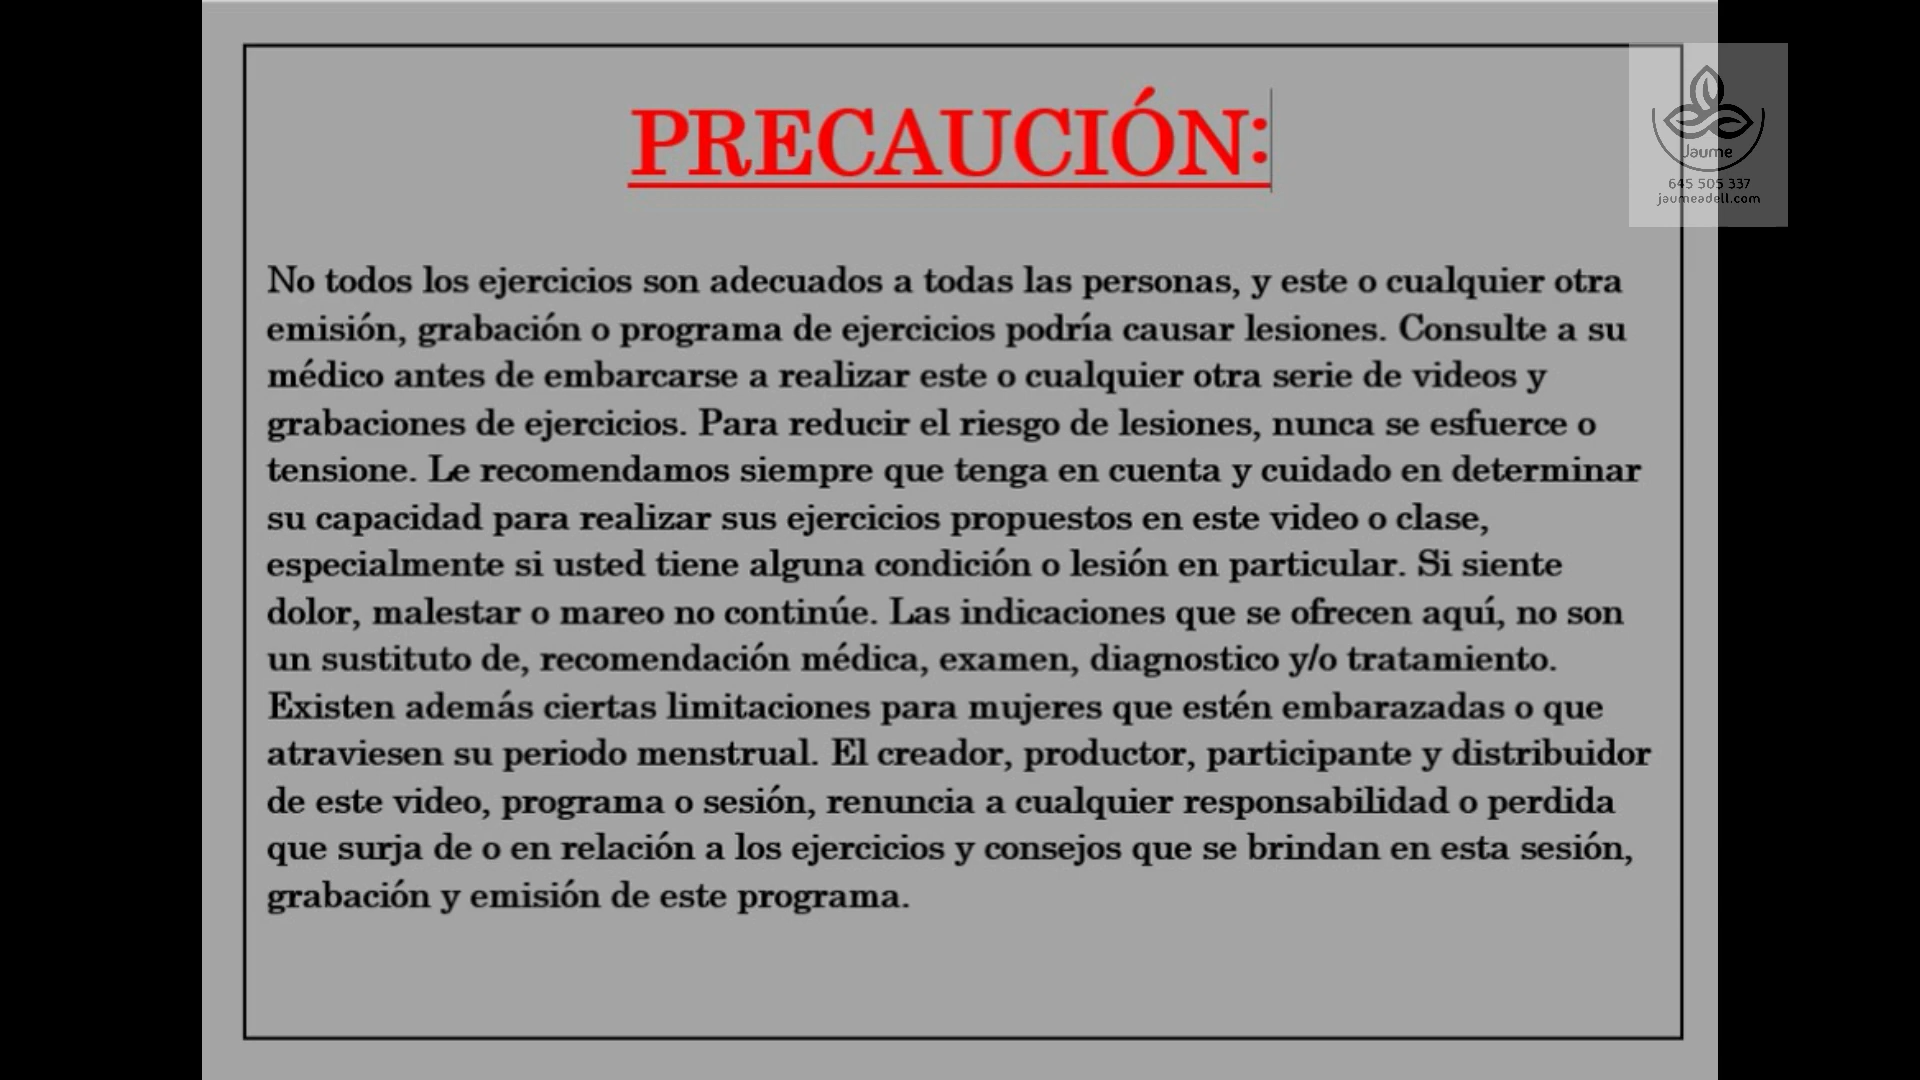 PRECAUCIÓN:
Jaume
645 505 337
jaumeadell.com
No todos los ejercicios son adecuados a todas las personas, y este o cualquier otra
emisión, grabación o programa de ejercicios podría causar lesiones. Consulte a su
médico antes de embarcarse a realizar este o cualquier otra serie de videos y
grabaciones de ejercicios. Para reducir el riesgo de lesiones, nunca se esfuerce o
tensione. Le recomendamos siempre que tenga en cuenta y cuidado en determinar
su capacidad para realizar sus ejercicios propuestos en este video o clase,
especialmente si usted tiene alguna condición o lesión en particular. Si siente
dolor, malestar o mareo no continúe. Las indicaciones que se ofrecen aquí, no son
un sustituto de, recomendación médica, examen, diagnostico y/o tratamiento.
Existen además ciertas limitaciones para mujeres que estén embarazadas o que
atraviesen su periodo menstrual. El creador, productor, participante y distribuidor
de este video, programa o sesión, renuncia a cualquier responsabilidad o perdida
que surja de o en relación a los ejercicios y consejos que se brindan en esta sesión,
grabación y emisión de este programa.